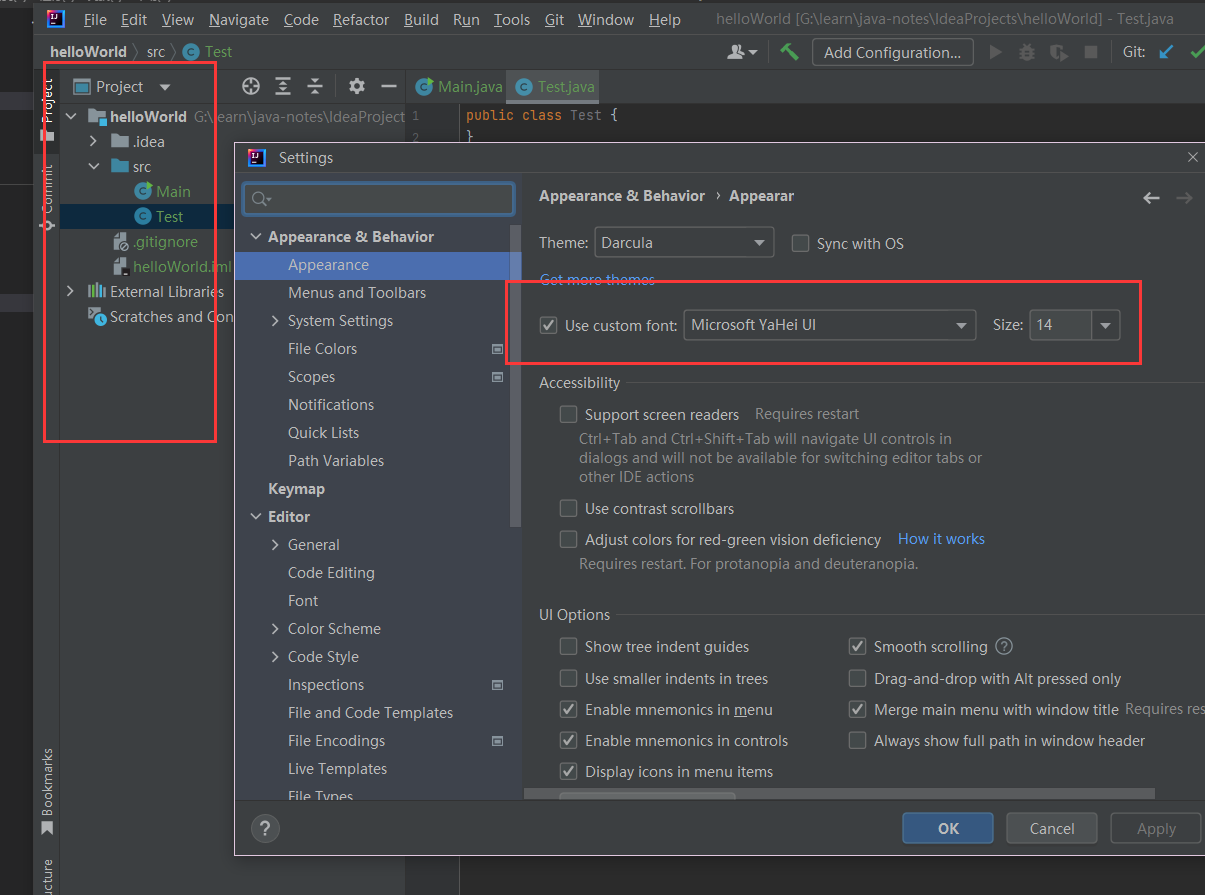 File Edit View Navigate Code Refactor Build Run Tools Git Window Help helloWorld [G:\learn\java-notes\IdeaProjects\helloWorld] - Test.java
helloWorld src Test Add Configuration... Git:
Project
Project Main.java Test.java
helloWorld G:\learn\java-notes\IdeaProject
.idea
src
Main
Test
.gitignore
helloWorld.iml
External Libraries
Scratches and Con
Commit
Bookmarks
ucture
1 public class Test {
2 }
Settings
Appearance & Behavior
Appearance
Menus and Toolbars
System Settings
File Colors
Scopes
Notifications
Quick Lists
Path Variables
Keymap
Editor
General
Code Editing
Font
Color Scheme
Code Style
Inspections
File and Code Templates
File Encodings
Live Templates
File Types
Appearance & Behavior › Appearar
Theme: Darcula Sync with OS
Get more themes
Use custom font: Microsoft YaHei UI Size: 14
Accessibility
Support screen readers Requires restart
Ctrl+Tab and Ctrl+Shift+Tab will navigate UI controls in
dialogs and will not be available for switching editor tabs or
other IDE actions
Use contrast scrollbars
Adjust colors for red-green vision deficiency How it works
Requires restart. For protanopia and deuteranopia.
UI Options
Show tree indent guides Smooth scrolling ?
Use smaller indents in trees Drag-and-drop with Alt pressed only
Enable mnemonics in menu Merge main menu with window title Requires res
Enable mnemonics in controls Always show full path in window header
Display icons in menu items
? OK Cancel Apply